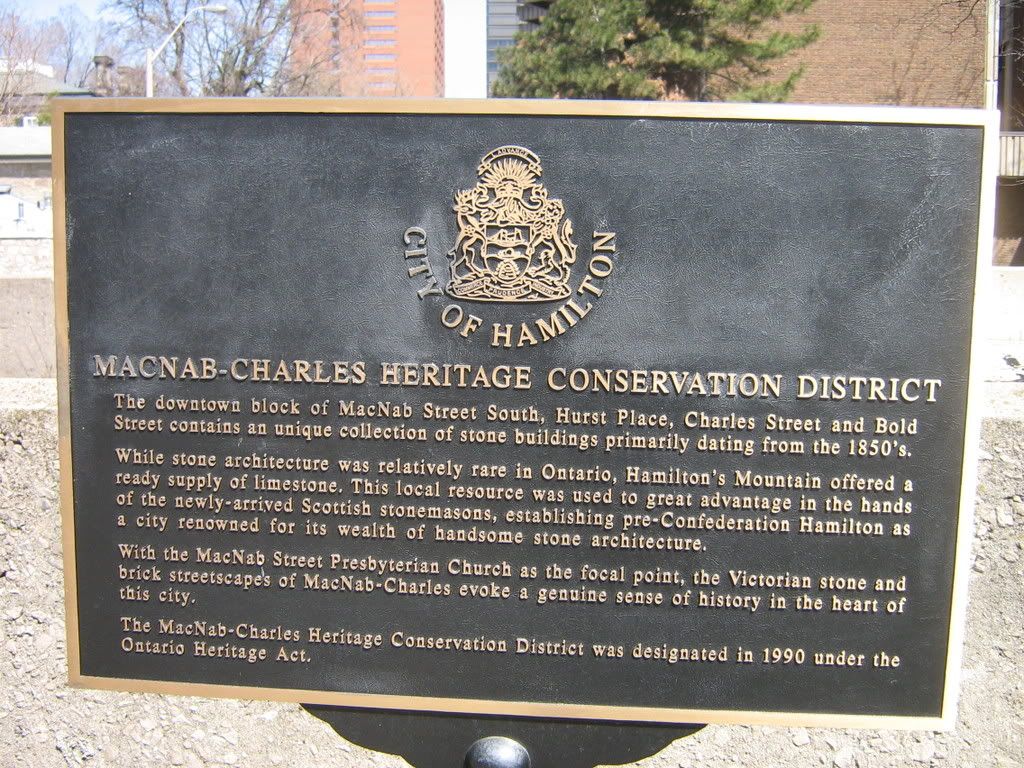 ADVANCE
PRUDENCE
CITY OF HAMILTON
MACNAB-CHARLES HERITAGE CONSERVATION DISTRICT
The downtown block of MacNab Street South, Hurst Place, Charles Street and Bold
Street contains an unique collection of stone buildings primarily dating from the 1850's.
While stone architecture was relatively rare in Ontario, Hamilton's Mountain offered a
ready supply of limestone. This local resource was used to great advantage in the hands
of the newly-arrived Scottish stonemasons, establishing pre-Confederation Hamilton as
a city renowned for its wealth of handsome stone architecture.
With the MacNab Street Presbyterian Church as the focal point, the Victorian stone and
brick streetscapes of MacNab-Charles evoke a genuine sense of history in the heart of
this city.
The MacNab-Charles Heritage Conservation District was designated in 1990 under the
Ontario Heritage Act.